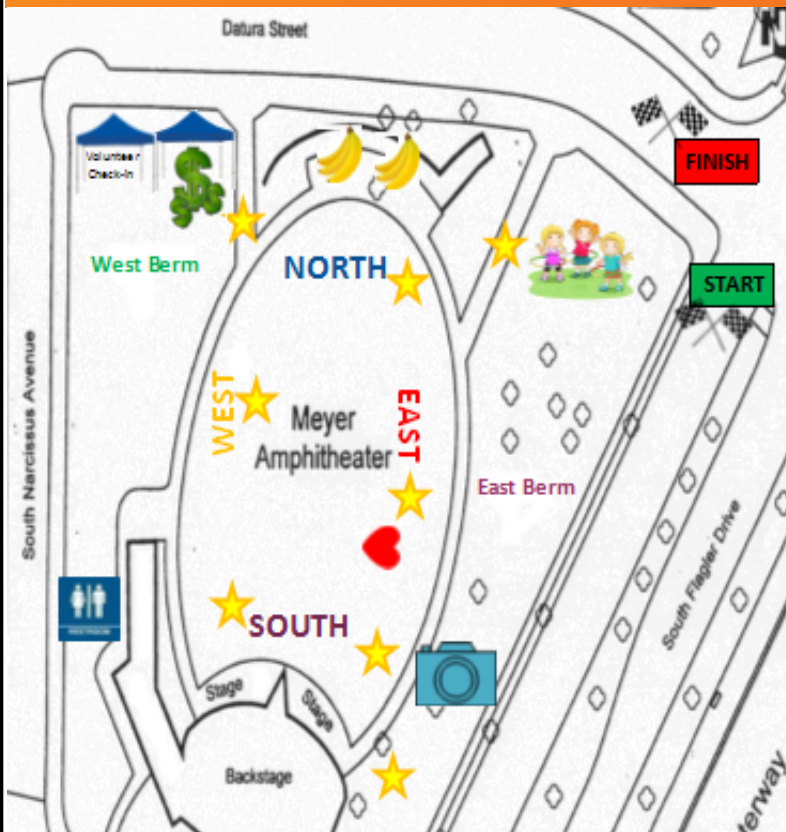 Datura Street
Volunteer
Check-in
FINISH
West Berm
NORTH
START
South Narcissus Avenue
WEST
EAST
Meyer
Amphitheater
East Berm
South Flagler Drive
SOUTH
Stage
Stage
Backstage